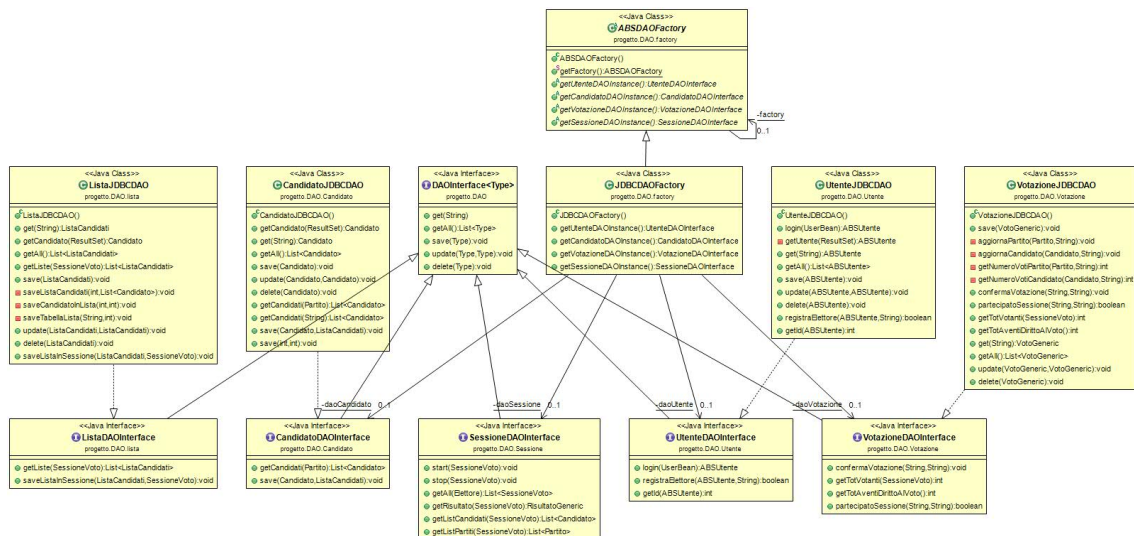 <<Java Class>>
ABSDAOFactory
progetto.DAO.factory
ABSDAOFactory()
getFactory():ABSDAOFactory
getUtenteDAOInstance():UtenteDAOInterface
getCandidatoDAOInstance():CandidatoDAOInterface
getVotazioneDAOInstance():VotazioneDAOInterface
getSessioneDAOInstance():SessioneDAOInterface
-factory
0..1
<<Java Class>>
ListaJDBCDAO
progetto.DAO.lista
ListaJDBCDAO()
get(String):ListaCandidati
getCandidato(ResultSet):Candidato
getAll():List<ListaCandidati>
getListe(SessioneVoto):List<ListaCandidati>
save(ListaCandidati):void
saveListaCandidati(int,List<Candidato>):void
saveCandidatoInLista(int,int):void
saveTabellaLista(String,int):void
update(ListaCandidati,ListaCandidati):void
delete(ListaCandidati):void
saveListaInSessione(ListaCandidati,SessioneVoto):void
<<Java Class>>
CandidatoJDBCDAO
progetto.DAO.Candidato
CandidatoJDBCDAO()
getCandidato(ResultSet):Candidato
get(String):Candidato
getAll():List<Candidato>
save(Candidato):void
update(Candidato,Candidato):void
delete(Candidato):void
getCandidati(Partito):List<Candidato>
getCandidati(String):List<Candidato>
save(Candidato,ListaCandidati):void
save(int,int):void
<<Java Interface>>
DAOInterface<Type>
progetto.DAO
get(String)
getAll():List<Type>
save(Type):void
update(Type,Type):void
delete(Type):void
<<Java Class>>
JDBCDAOFactory
progetto.DAO.factory
JDBCDAOFactory()
getUtenteDAOInstance():UtenteDAOInterface
getCandidatoDAOInstance():CandidatoDAOInterface
getVotazioneDAOInstance():VotazioneDAOInterface
getSessioneDAOInstance():SessioneDAOInterface
<<Java Class>>
UtenteJDBCDAO
progetto.DAO.Utente
UtenteJDBCDAO()
login(UserBean):ABSUtente
getUtente(ResultSet):ABSUtente
get(String):ABSUtente
getAll():List<ABSUtente>
save(ABSUtente):void
update(ABSUtente,ABSUtente):void
delete(ABSUtente):void
registraElettore(ABSUtente,String):boolean
getId(ABSUtente):int
<<Java Class>>
VotazioneJDBCDAO
progetto.DAO.Votazione
VotazioneJDBCDAO()
save(VotoGeneric):void
aggiornaPartito(Partito,String):void
aggiornaCandidato(Candidato,String):void
getNumeroVotiPartito(Partito,String):int
getNumeroVotiCandidato(Candidato,String):int
confermaVotazione(String,String):void
partecipatoSessione(String,String):boolean
getTotVotanti(SessioneVoto):int
getTotAventiDirittoAlVoto():int
get(String):VotoGeneric
getAll():List<VotoGeneric>
update(VotoGeneric,VotoGeneric):void
delete(VotoGeneric):void
-daoCandidato 0..1
-daoSessione 0..1
-daoUtente 0..1
-daoVotazione 0..1
<<Java Interface>>
ListaDAOInterface
progetto.DAO.lista
getListe(SessioneVoto):List<ListaCandidati>
saveListaInSessione(ListaCandidati,SessioneVoto):void
<<Java Interface>>
CandidatoDAOInterface
progetto.DAO.Candidato
getCandidati(Partito):List<Candidato>
save(Candidato,ListaCandidati):void
<<Java Interface>>
SessioneDAOInterface
progetto.DAO.Sessione
start(SessioneVoto):void
stop(SessioneVoto):void
getAll(Elettore):List<SessioneVoto>
getRisultato(SessioneVoto):RisultatoGeneric
getListCandidati(SessioneVoto):List<Candidato>
getListPartiti(SessioneVoto):List<Partito>
<<Java Interface>>
UtenteDAOInterface
progetto.DAO.Utente
login(UserBean):ABSUtente
registraElettore(ABSUtente,String):boolean
getId(ABSUtente):int
<<Java Interface>>
VotazioneDAOInterface
progetto.DAO.Votazione
confermaVotazione(String,String):void
getTotVotanti(SessioneVoto):int
getTotAventiDirittoAlVoto():int
partecipatoSessione(String,String):boolean